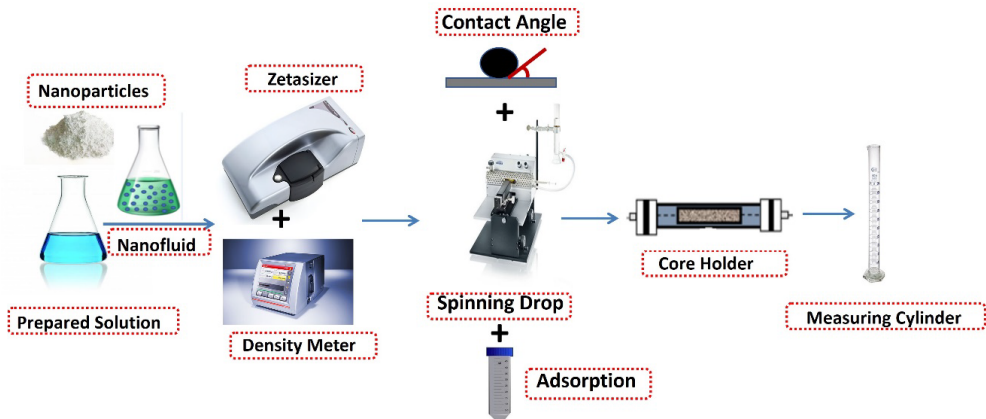 Contact Angle
Zetasizer
Nanoparticles
Nanofluid
Core Holder
Spinning Drop
Prepared Solution
Density Meter
Measuring Cylinder
Adsorption